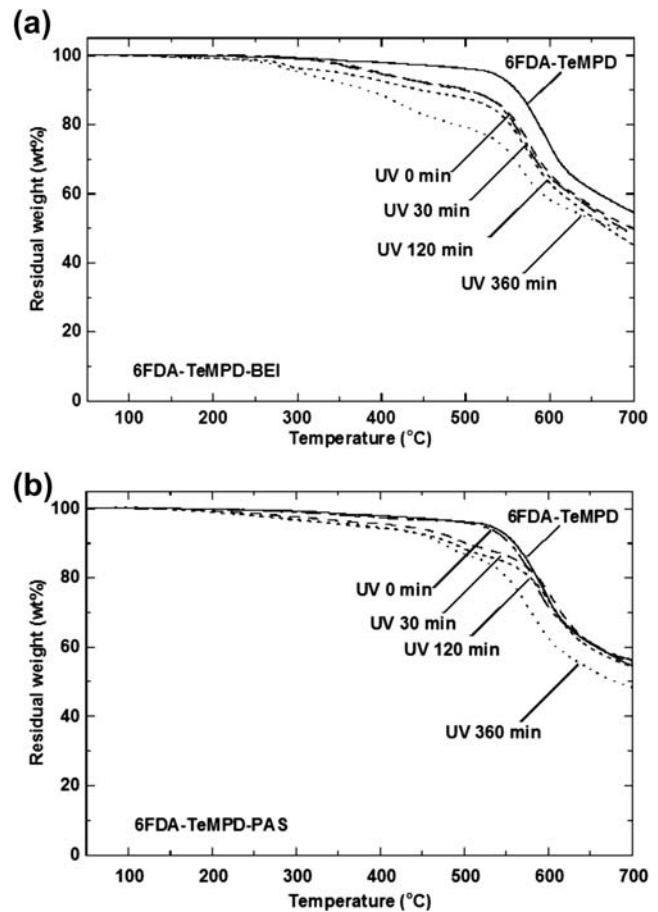 (a)
100
80
60
40
20
0
Residual weight (wt%)
6FDA-TeMPD
UV 0 min
UV 30 min
UV 120 min
UV 360 min
6FDA-TeMPD-BEI
100 200 300 400 500 600 700
Temperature (°C)
(b)
100
80
60
40
20
0
Residual weight (wt%)
6FDA-TeMPD
UV 0 min
UV 30 min
UV 120 min
UV 360 min
6FDA-TeMPD-PAS
100 200 300 400 500 600 700
Temperature (°C)